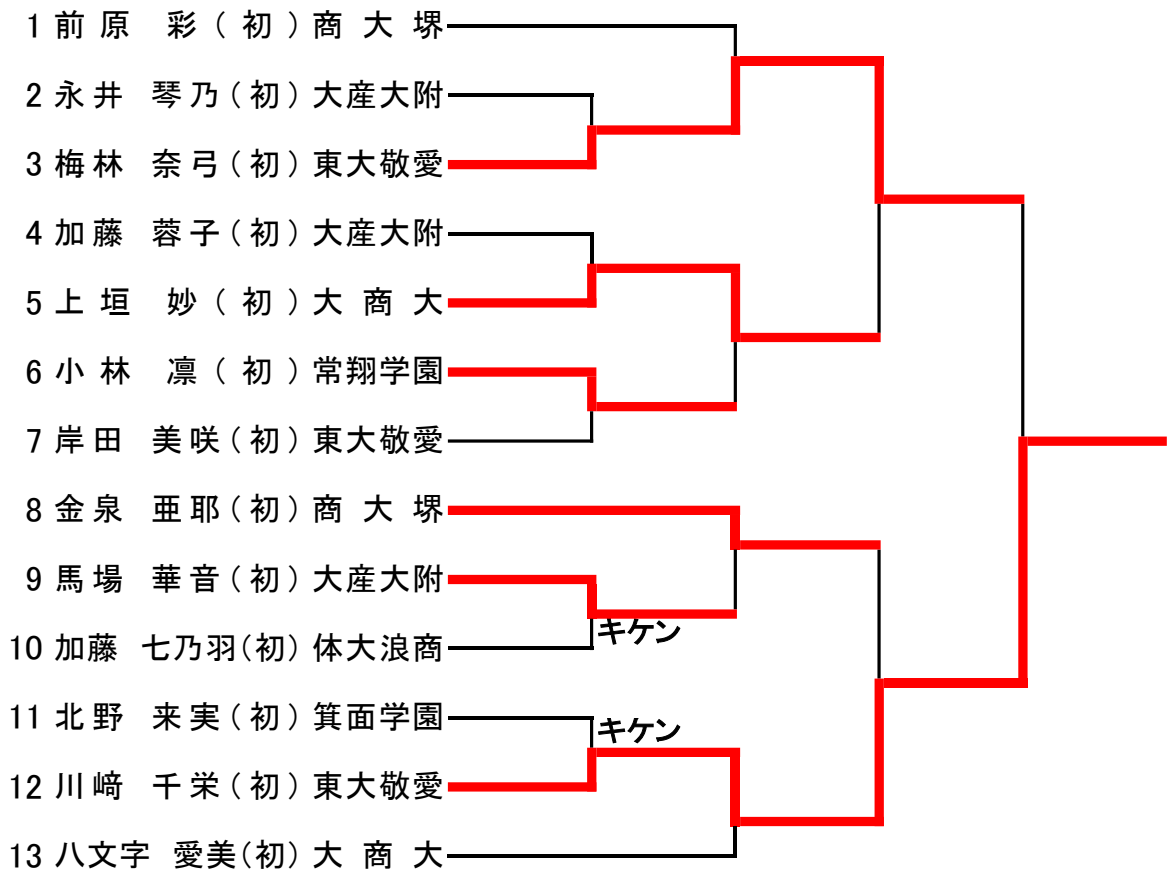 1 前原 彩(初)商大堺
2 永井 琴乃(初)大産大附
3 梅林 奈弓(初)東大敬愛
4 加藤 蓉子(初)大産大附
5 上垣 妙(初)大商大
6 小林 凛(初)常翔学園
7 岸田 美咲(初)東大敬愛
8 金泉 亜耶(初)商大堺
9 馬場 華音(初)大産大附
キケン
10 加藤 七乃羽(初)体大浪商
11 北野 来実(初)箕面学園
キケン
12 川﨑 千栄(初)東大敬愛
13 八文字 愛美(初)大商大